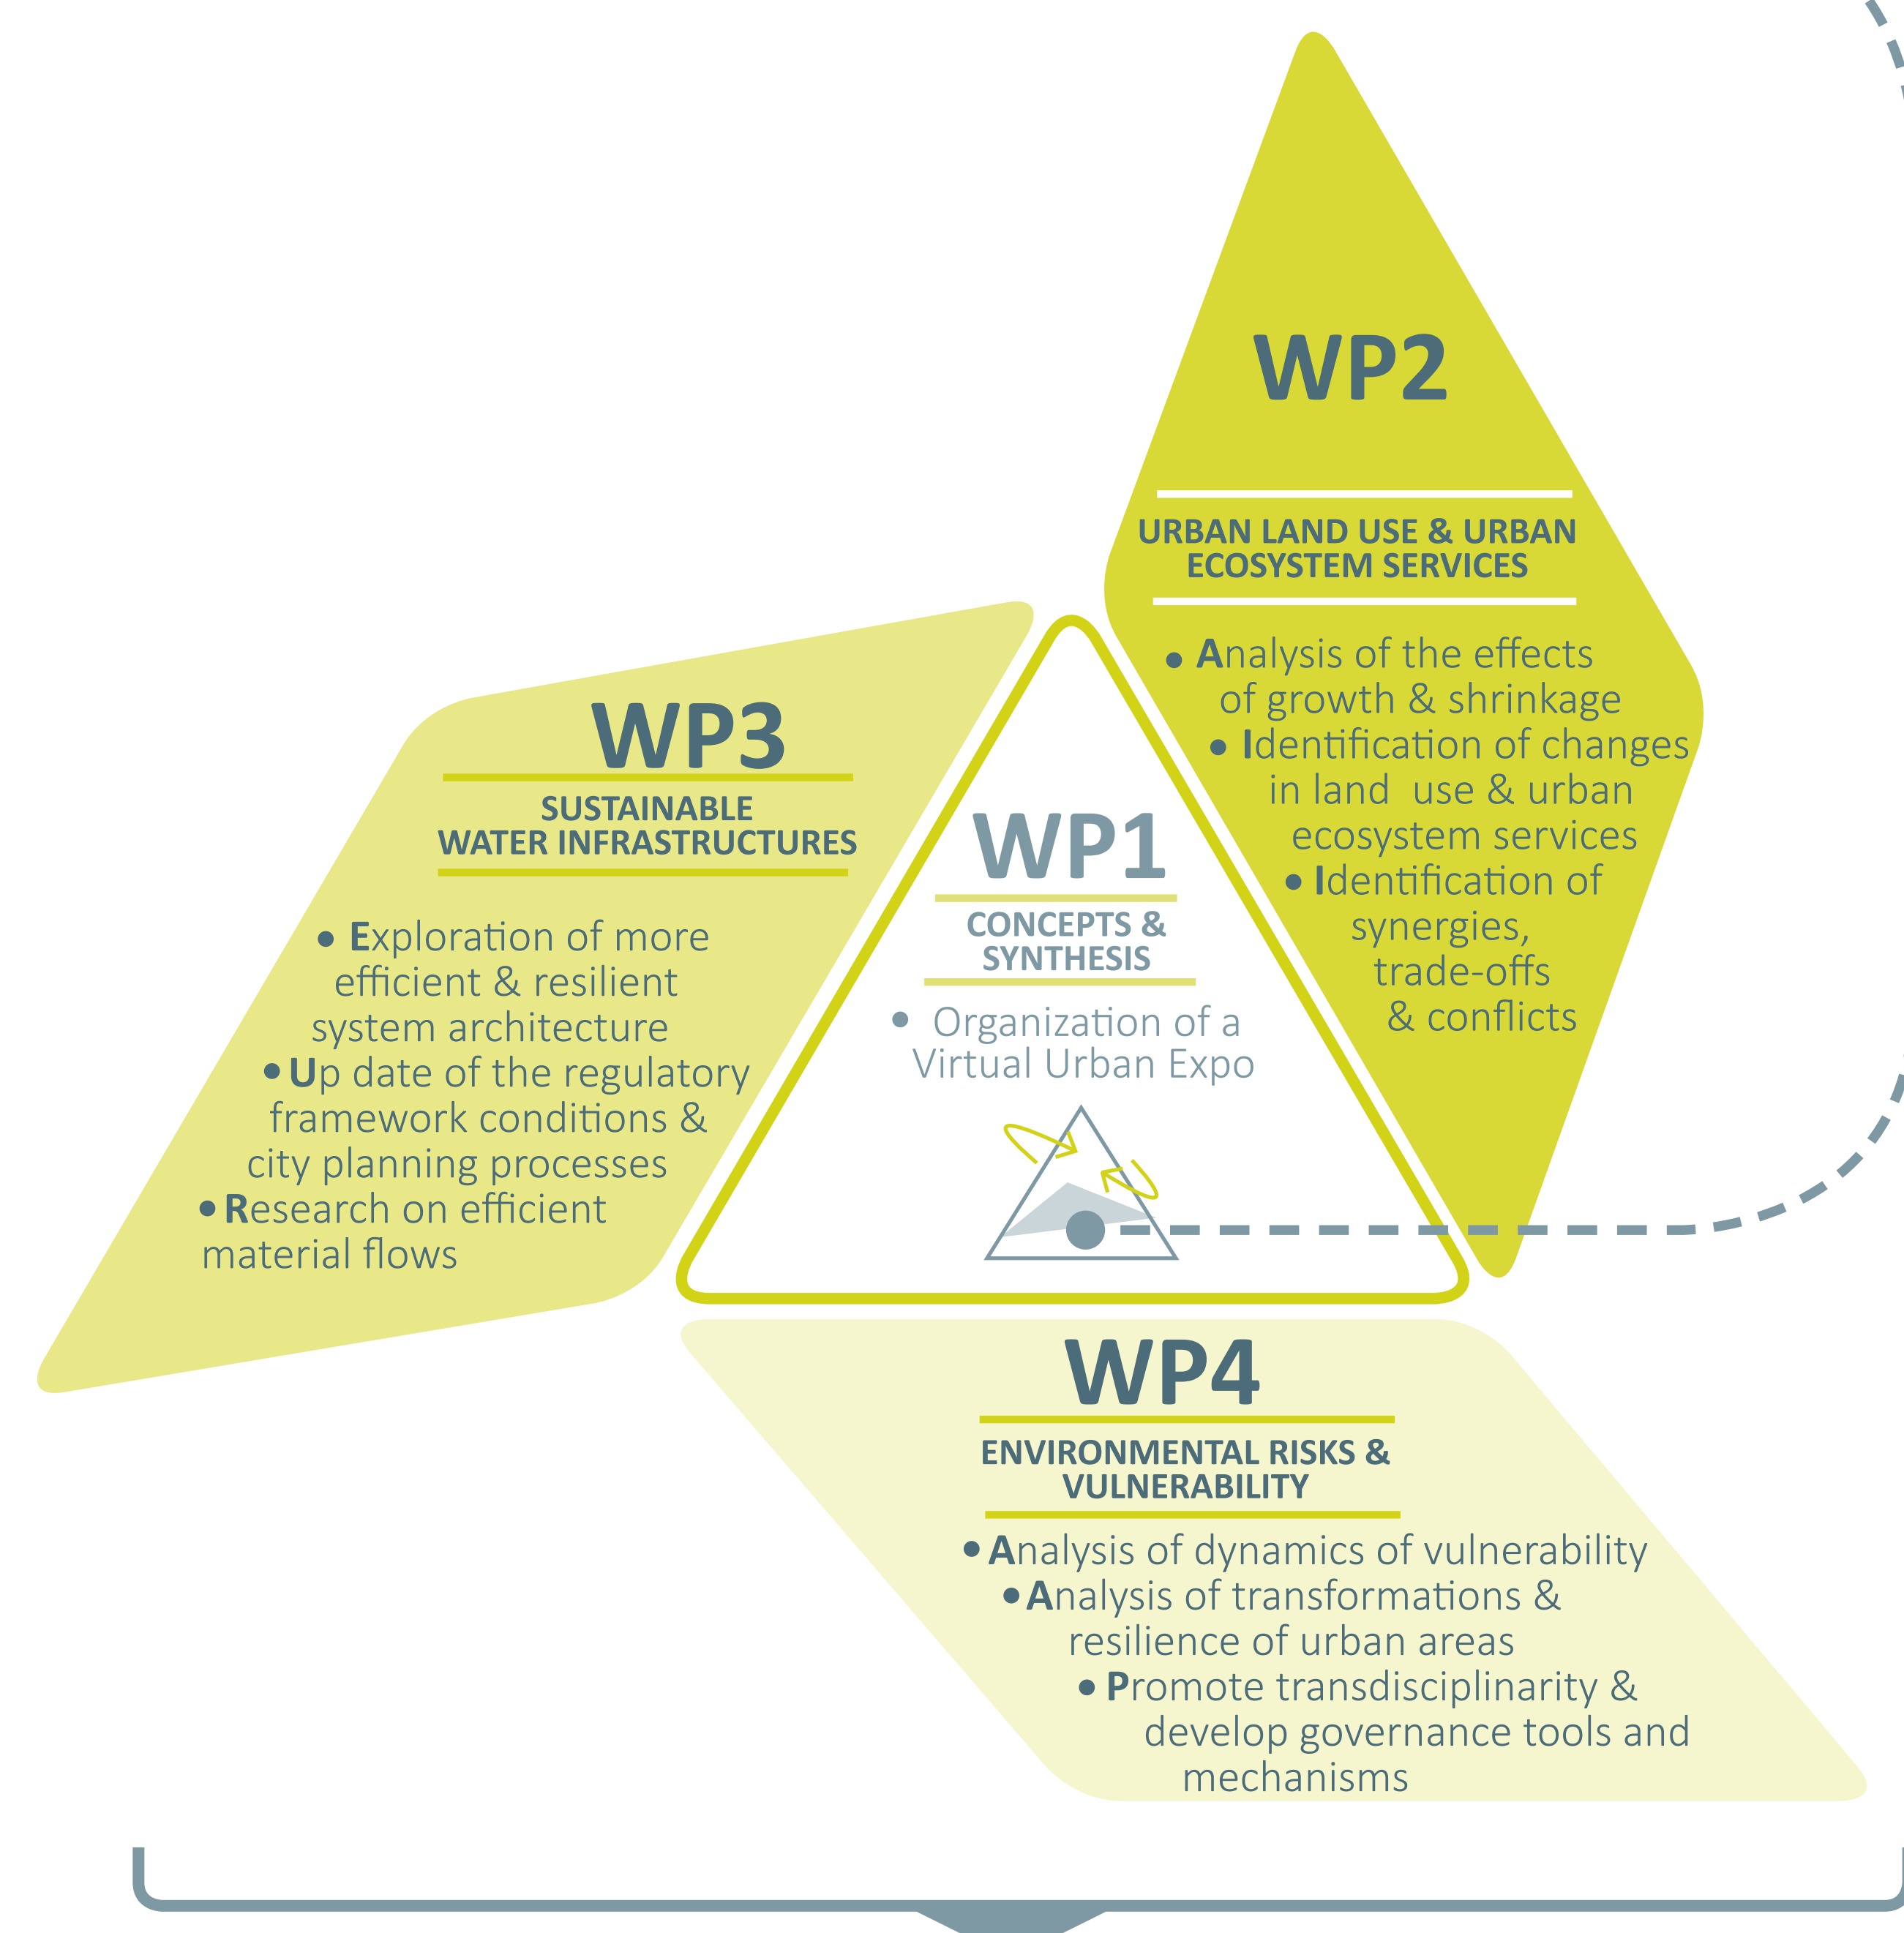 WP2
URBAN LAND USE & URBAN
ECOSYSTEM SERVICES
• Analysis of the effects
of growth & shrinkage
• Identification of changes
in land use & urban
ecosystem services
• Identification of
synergies,
trade-offs
& conflicts
WP3
SUSTAINABLE
WATER INFRASTRUCTURES
• Exploration of more
efficient & resilient
system architecture
• Up date of the regulatory
framework conditions &
city planning processes
• Research on efficient
material flows
WP1
CONCEPTS &
SYNTHESIS
• Organization of a
Virtual Urban Expo
WP4
ENVIRONMENTAL RISKS &
VULNERABILITY
• Analysis of dynamics of vulnerability
• Analysis of transformations &
resilience of urban areas
• Promote transdisciplinarity &
develop governance tools and
mechanisms